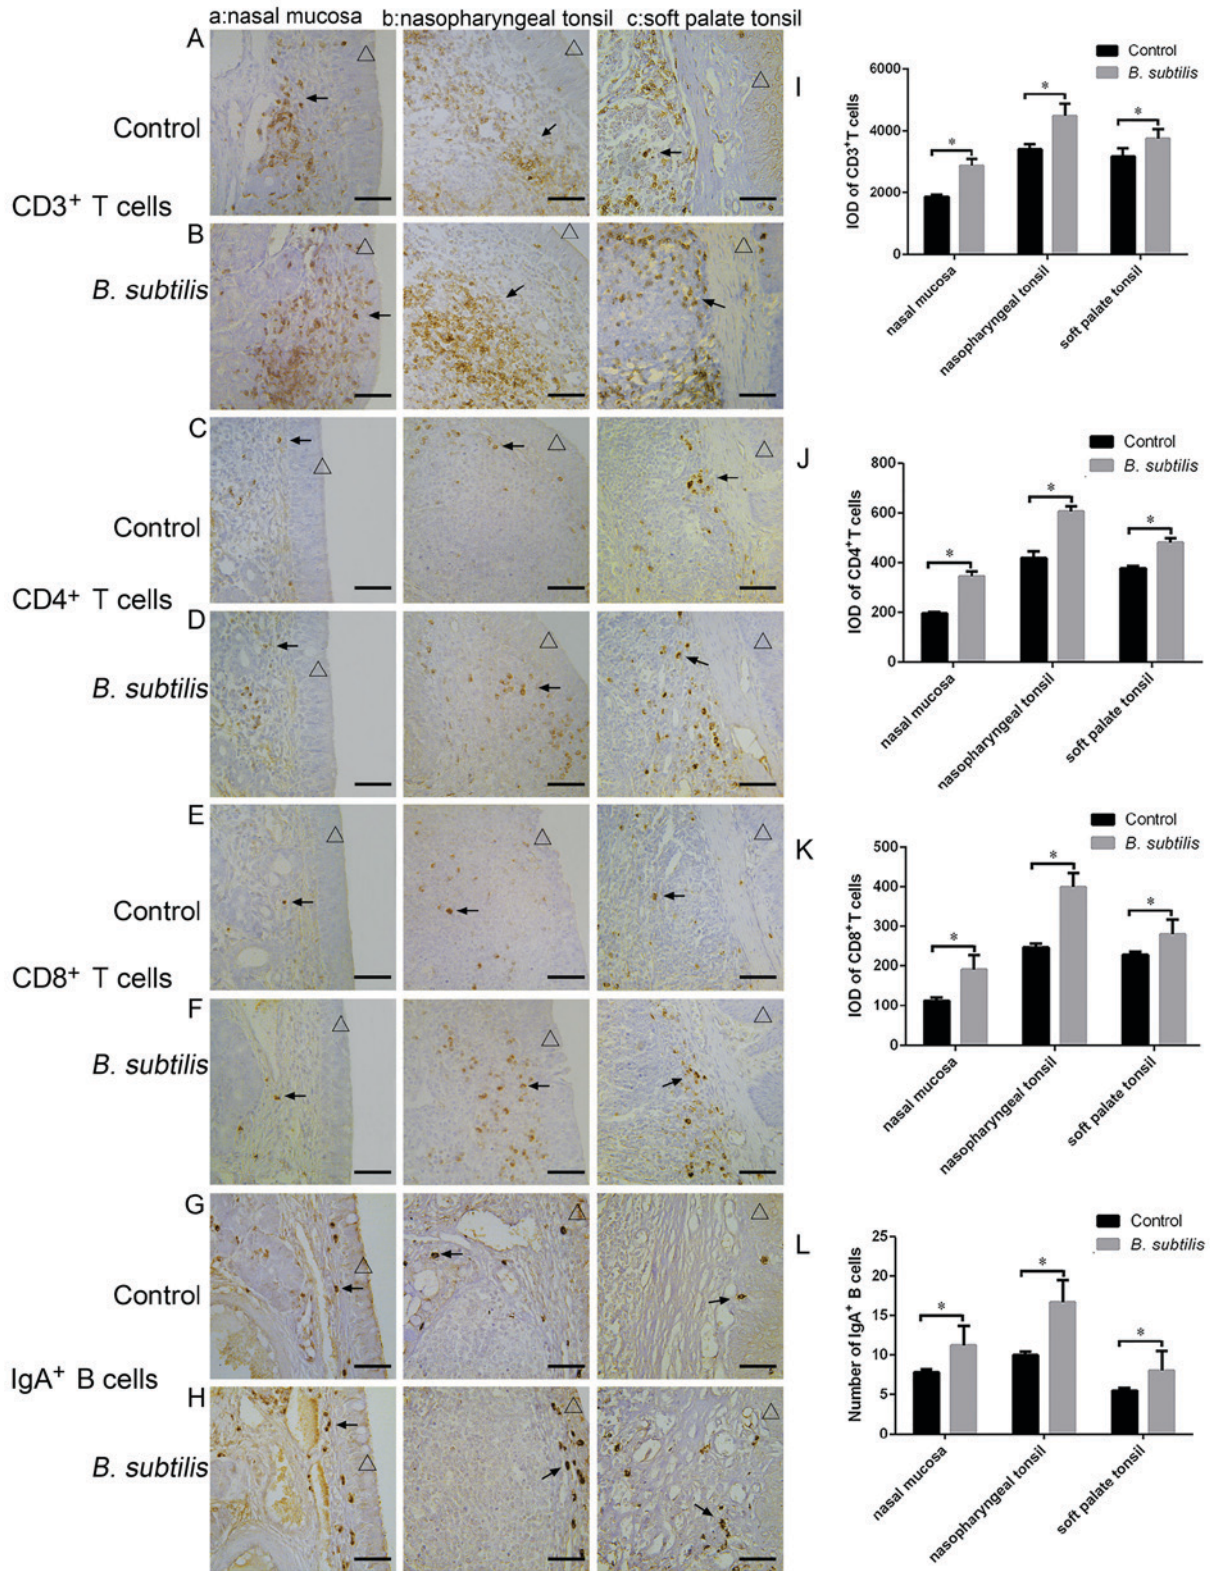 a:nasal mucosa
b:nasopharyngeal tonsil
c:soft palate tonsil
A
Control
CD3⁺ T cells
B
B. subtilis
C
Control
CD4⁺ T cells
D
B. subtilis
E
Control
CD8⁺ T cells
F
B. subtilis
G
Control
IgA⁺ B cells
H
B. subtilis
I
Control
B. subtilis
IOD of CD3⁺T cells
6000
4000
2000
0
*
*
*
nasal mucosa
nasopharyngeal tonsil
soft palate tonsil
J
Control
B. subtilis
IOD of CD4⁺T cells
800
600
400
200
0
*
*
*
nasal mucosa
nasopharyngeal tonsil
soft palate tonsil
K
Control
B. subtilis
IOD of CD8⁺T cells
500
400
300
200
100
0
*
*
*
nasal mucosa
nasopharyngeal tonsil
soft palate tonsil
L
Control
B. subtilis
Number of IgA⁺ B cells
25
20
15
10
5
0
*
*
*
nasal mucosa
nasopharyngeal tonsil
soft palate tonsil